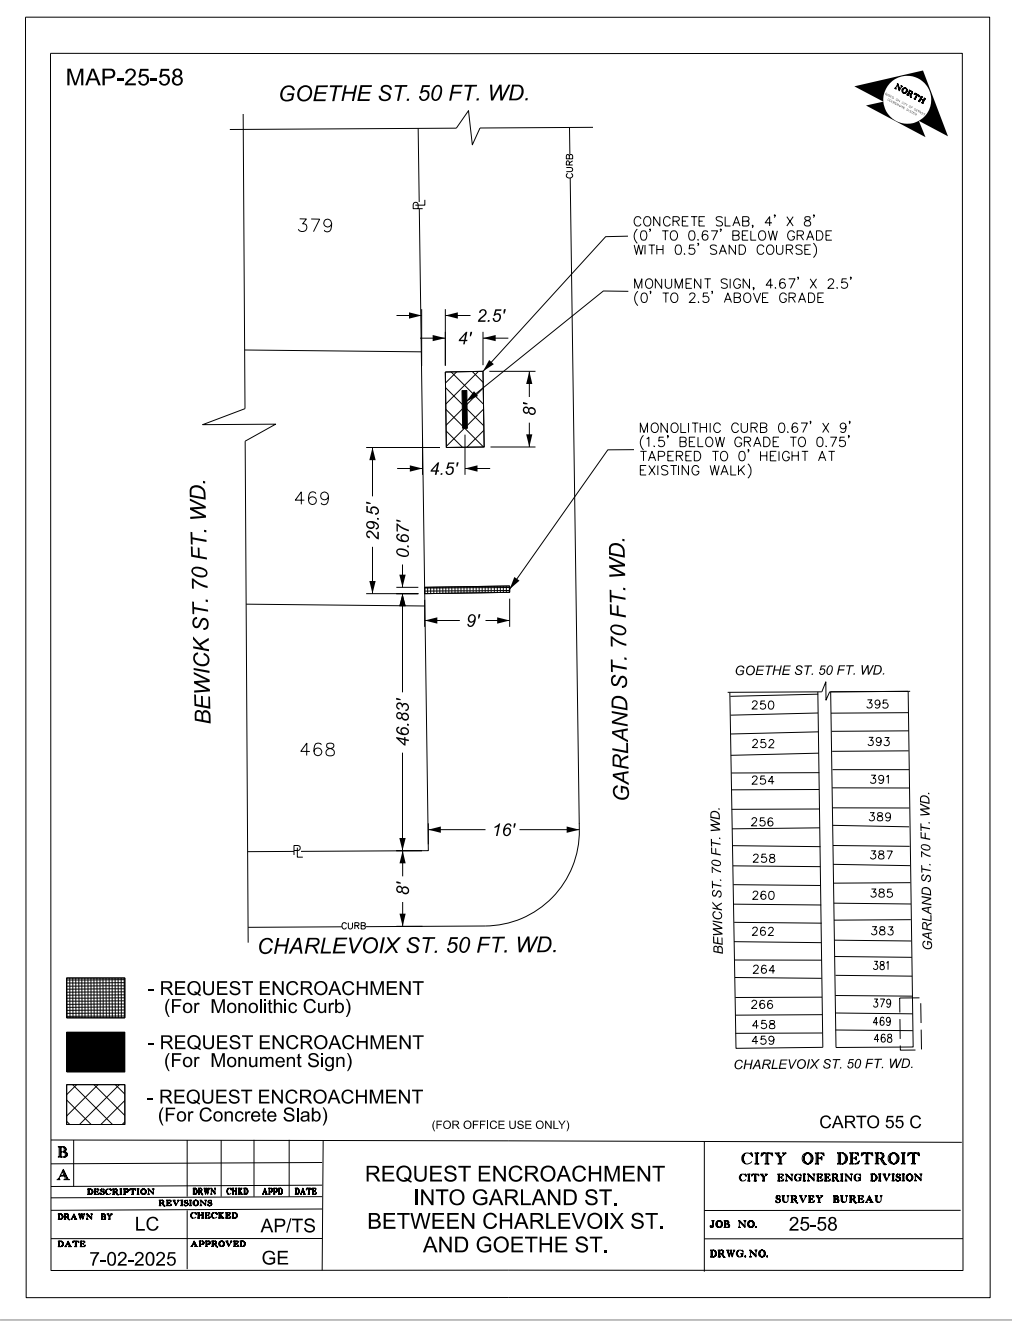 MAP-25-58
GOETHE ST. 50 FT. WD.
NORTH
CURB
PL
379
CONCRETE SLAB, 4' X 8'
(0' TO 0.67' BELOW GRADE
WITH 0.5' SAND COURSE)
MONUMENT SIGN, 4.67' X 2.5'
(0' TO 2.5' ABOVE GRADE
2.5'
4'
8'
MONOLITHIC CURB 0.67' X 9'
(1.5' BELOW GRADE TO 0.75'
TAPERED TO 0' HEIGHT AT
EXISTING WALK)
4.5'
469
29.5'
0.67'
BEWICK ST. 70 FT. WD.
GARLAND ST. 70 FT. WD.
9'
468
46.83'
16'
PL
8'
CURB
CHARLEVOIX ST. 50 FT. WD.
GOETHE ST. 50 FT. WD.
250 395
252 393
254 391
256 389
258 387
260 385
262 383
264 381
266 379
458 469
459 468
BEWICK ST. 70 FT. WD.
GARLAND ST. 70 FT. WD.
CHARLEVOIX ST. 50 FT. WD.
- REQUEST ENCROACHMENT
(For Monolithic Curb)
- REQUEST ENCROACHMENT
(For Monument Sign)
- REQUEST ENCROACHMENT
(For Concrete Slab)
(FOR OFFICE USE ONLY)
CARTO 55 C
B
A
DESCRIPTION DRWN CHKD APPD DATE
REVISIONS
DRAWN BY LC
CHECKED AP/TS
DATE 7-02-2025
APPROVED GE
REQUEST ENCROACHMENT
INTO GARLAND ST.
BETWEEN CHARLEVOIX ST.
AND GOETHE ST.
CITY OF DETROIT
CITY ENGINEERING DIVISION
SURVEY BUREAU
JOB NO. 25-58
DRWG. NO.